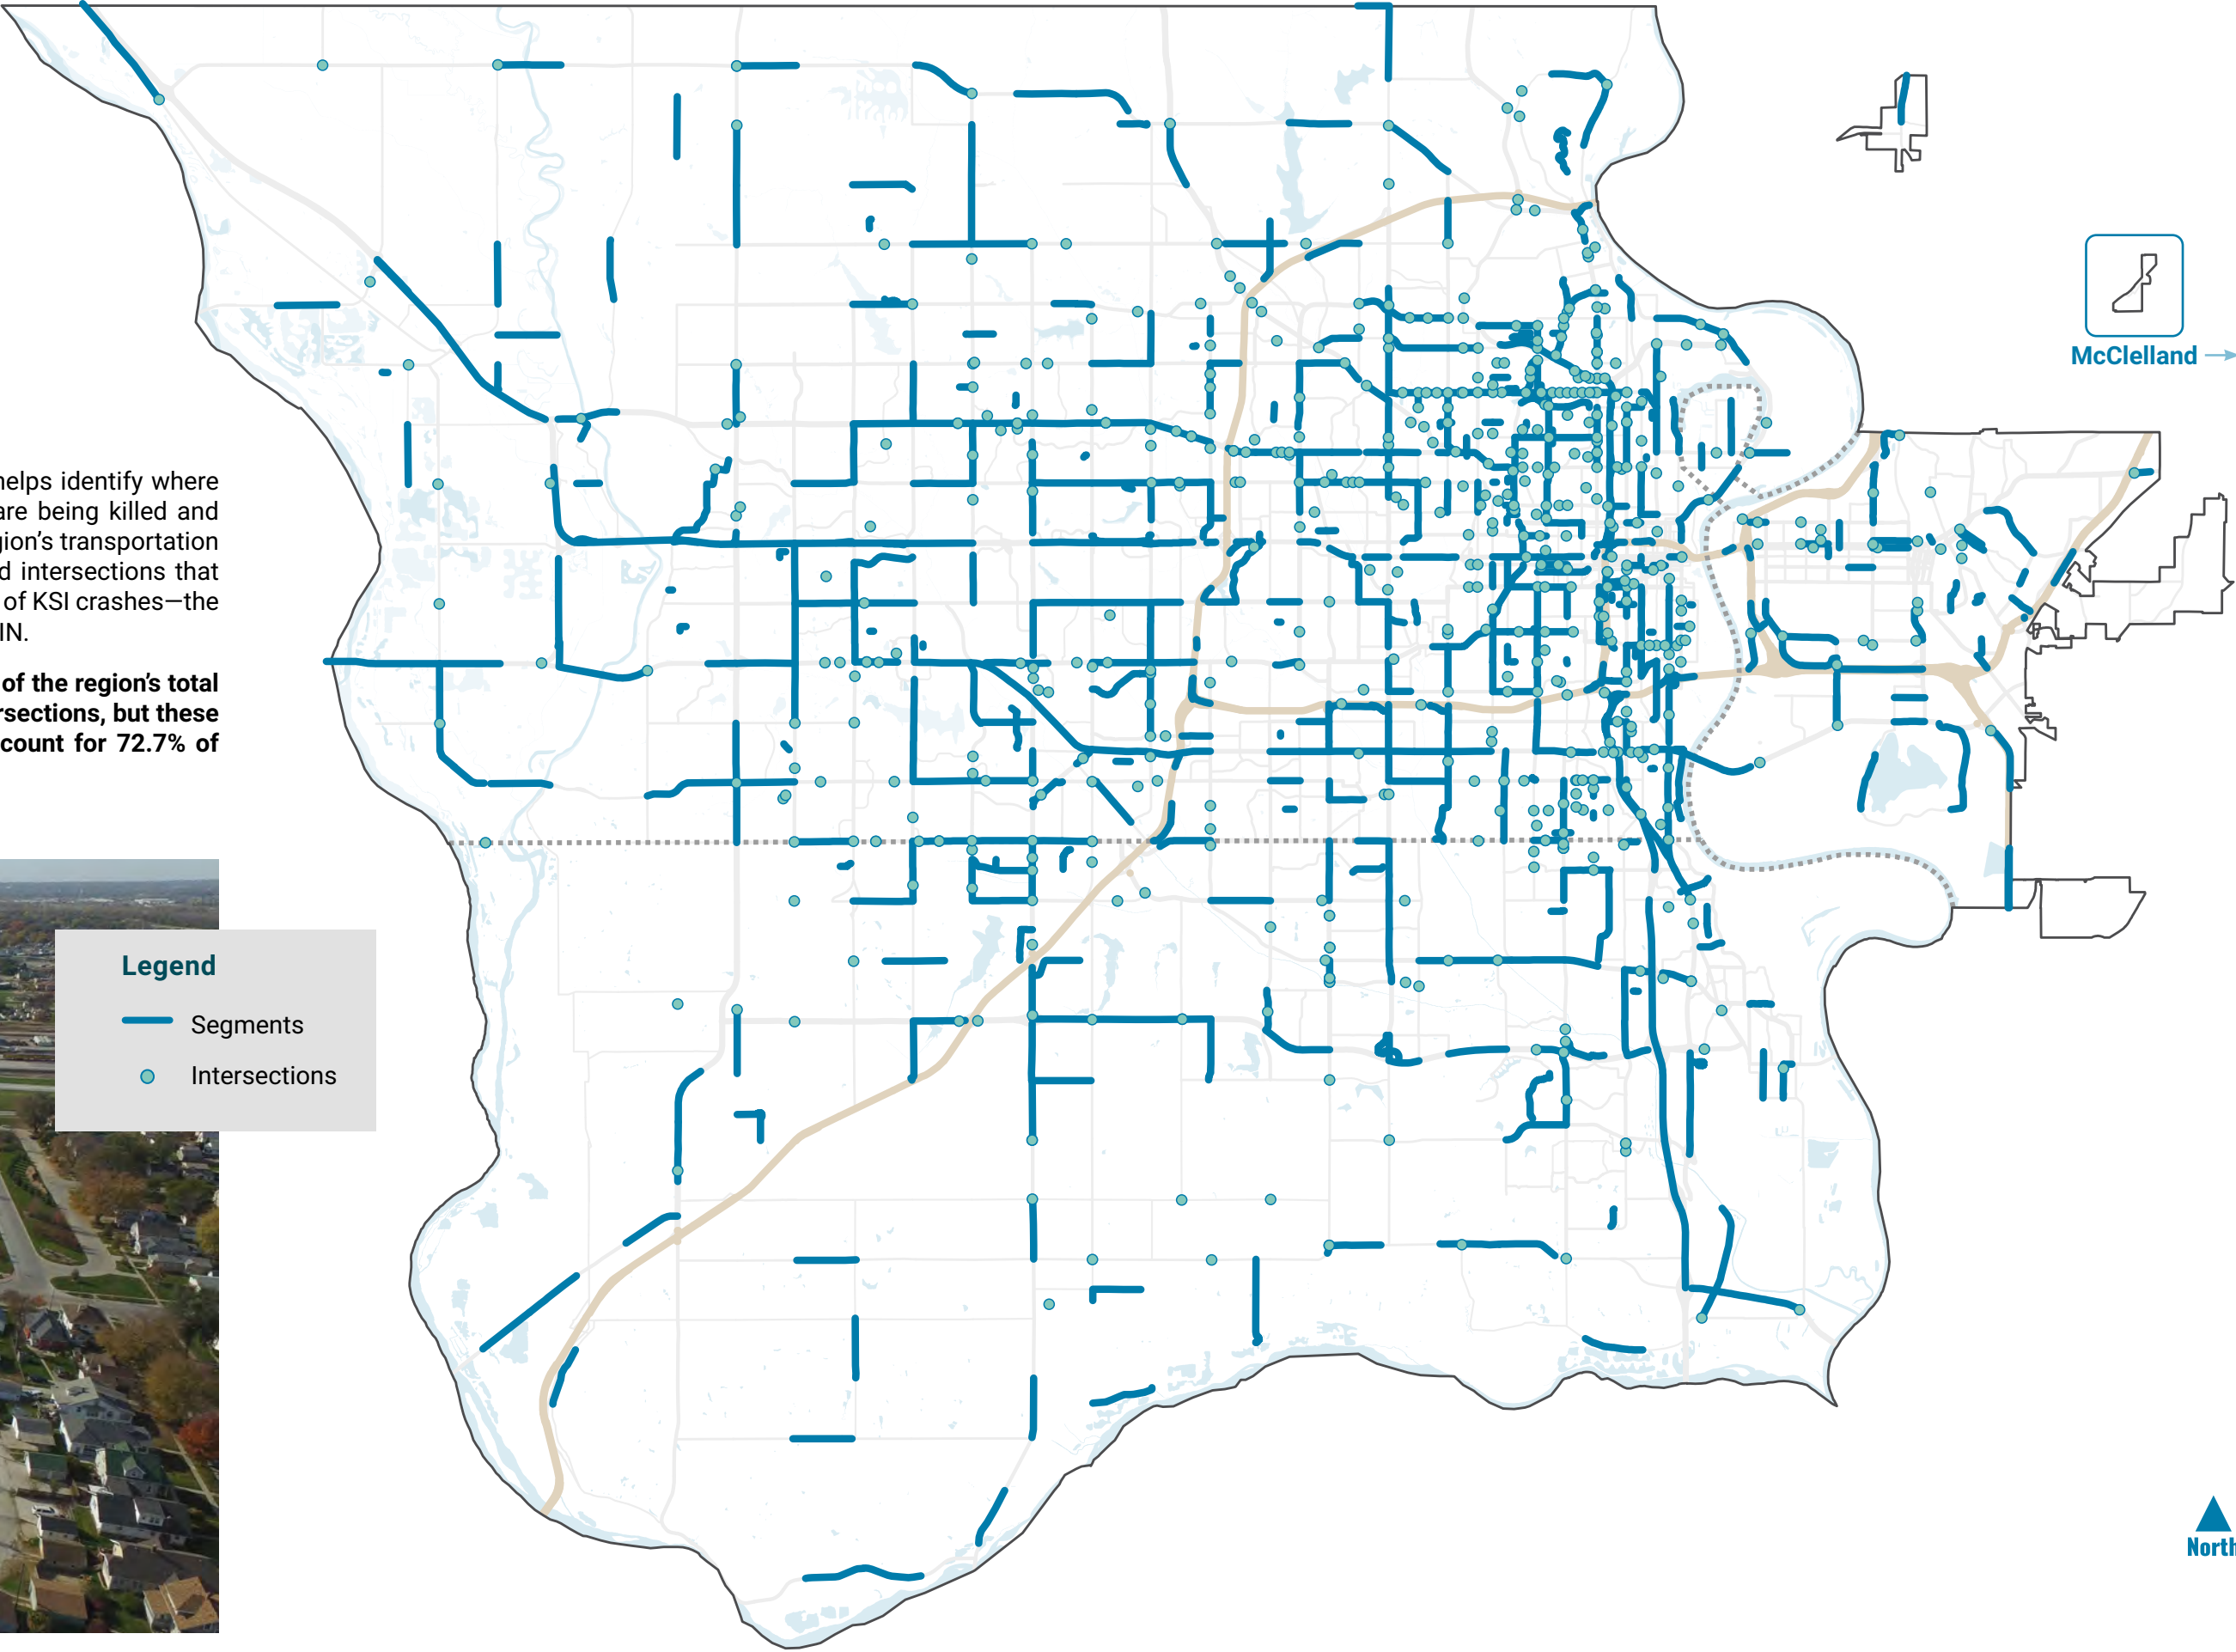 helps identify where
are being killed and
gion's transportation
d intersections that
of KSI crashes—the
IN.
of the region's total
rsections, but these
count for 72.7% of
McClelland
Legend
Segments
Intersections
North